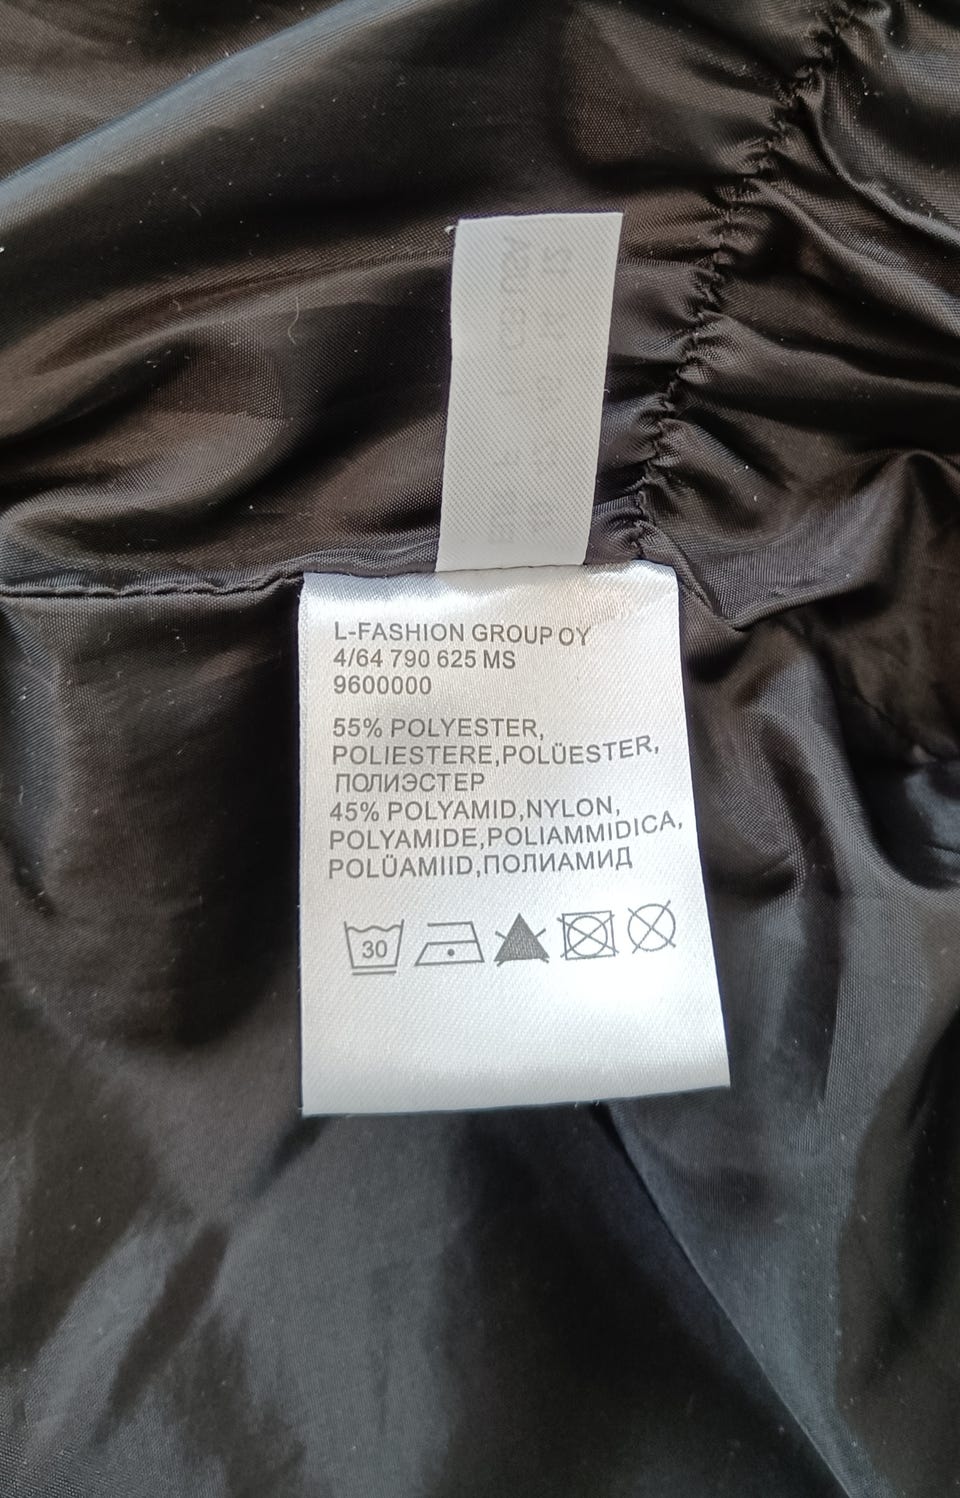 L-FASHION GROUP OY
4/64 790 625 MS
9600000
55% POLYESTER,
POLIESTERE,POLÜESTER,
ПОЛИЭСТЕР
45% POLYAMID,NYLON,
POLYAMIDE,POLIAMMIDICA,
POLÜAMIID,ПОЛИАМИД
30